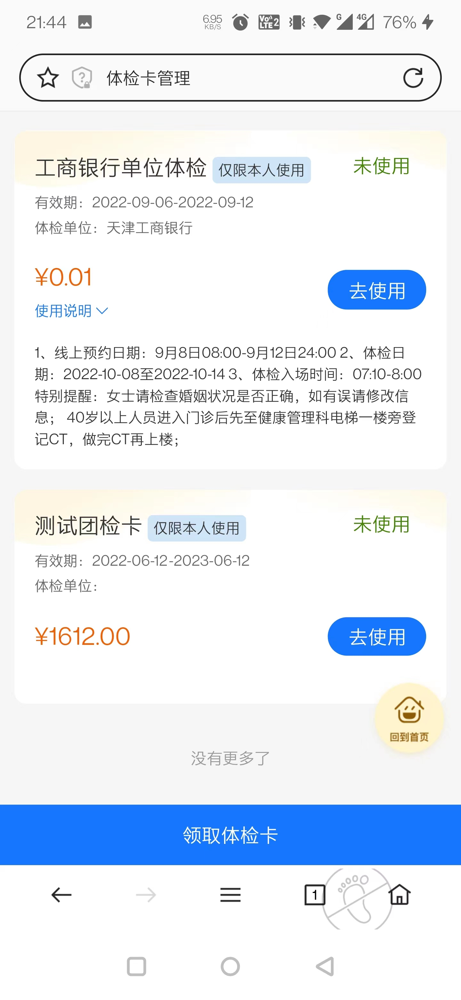 21:44
6.95
KB/S
VoLTE 2
G
4G
76%
体检卡管理
工商银行单位体检 仅限本人使用 未使用
有效期：2022-09-06-2022-09-12
体检单位：天津工商银行
¥0.01
去使用
使用说明
1、线上预约日期：9月8日08:00-9月12日24:00 2、体检日
期：2022-10-08至2022-10-14 3、体检入场时间：07:10-8:00
特别提醒：女士请检查婚姻状况是否正确，如有误请修改信
息； 40岁以上人员进入门诊后先至健康管理科电梯一楼旁登
记CT，做完CT再上楼；
测试团检卡 仅限本人使用 未使用
有效期：2022-06-12-2023-06-12
体检单位：
¥1612.00
去使用
回到首页
没有更多了
领取体检卡
1